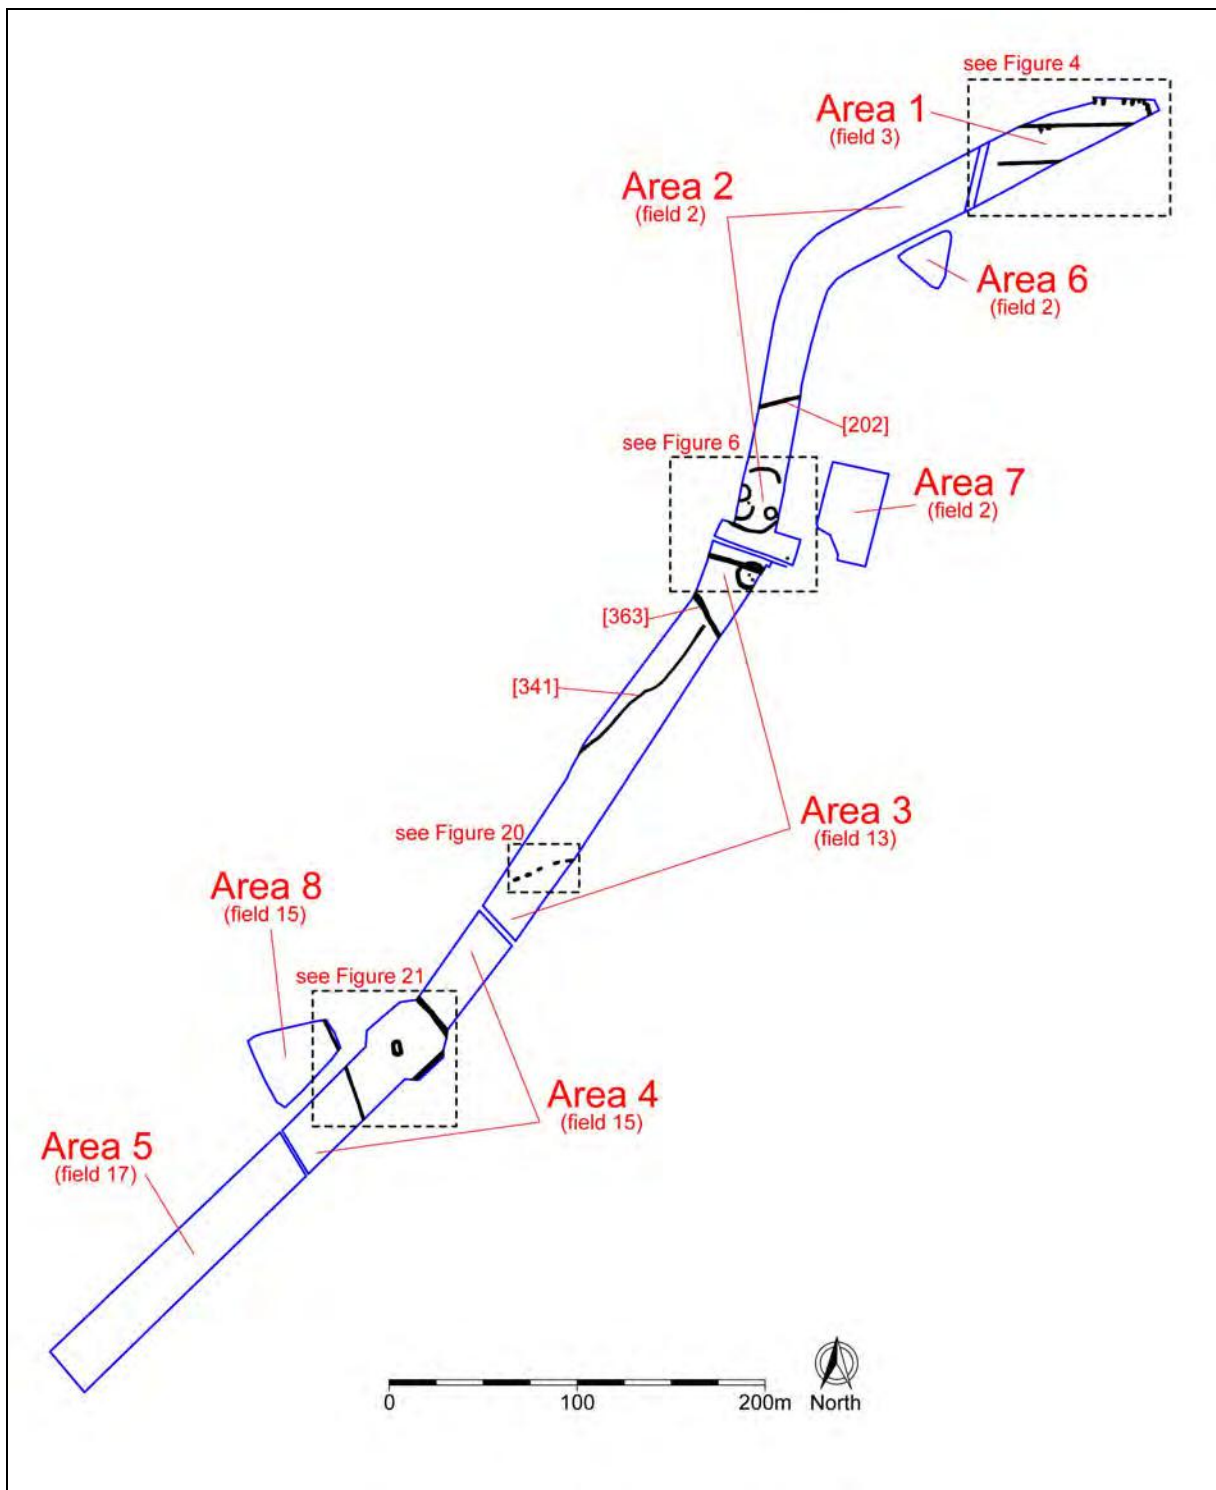 see Figure 4
Area 1
(field 3)
Area 2
(field 2)
Area 6
(field 2)
[202]
see Figure 6
Area 7
(field 2)
[363]
[341]
Area 3
(field 13)
see Figure 20
Area 8
(field 15)
see Figure 21
Area 4
(field 15)
Area 5
(field 17)
0 100 200m North